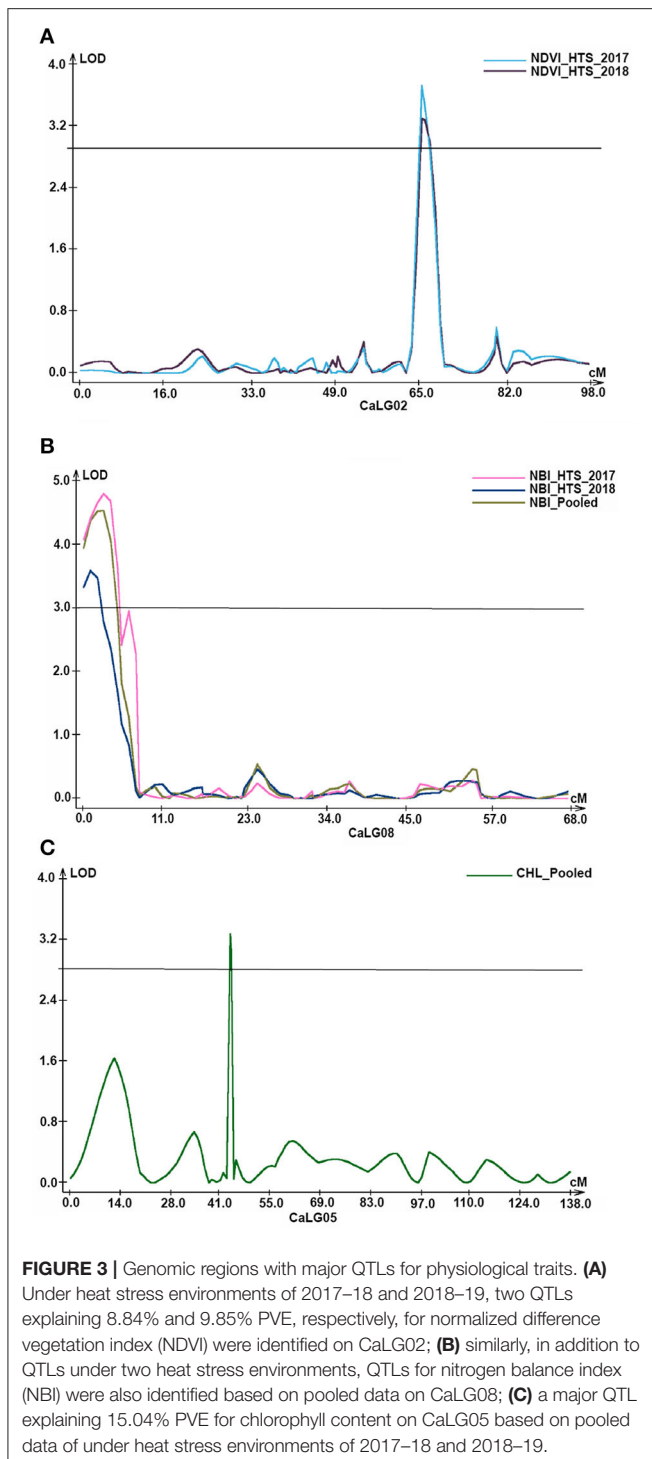 A
LOD
NDVI_HTS_2017
NDVI_HTS_2018
4.0
3.2
2.4
1.6
0.8
0.0
0.0 16.0 33.0 49.0 65.0 82.0 98.0
cM
CaLG02
B
LOD
NBI_HTS_2017
NBI_HTS_2018
NBI_Pooled
5.0
4.0
3.0
2.0
1.0
0.0
cM
0.0 11.0 23.0 34.0 45.0 57.0 68.0
CaLG08
C
LOD
CHL_Pooled
4.0
3.2
2.4
1.6
0.8
0.0
cM
0.0 14.0 28.0 41.0 55.0 69.0 83.0 97.0 110.0 124.0 138.0
CaLG05
FIGURE 3 | Genomic regions with major QTLs for physiological traits. (A)
Under heat stress environments of 2017–18 and 2018–19, two QTLs
explaining 8.84% and 9.85% PVE, respectively, for normalized difference
vegetation index (NDVI) were identified on CaLG02; (B) similarly, in addition to
QTLs under two heat stress environments, QTLs for nitrogen balance index
(NBI) were also identified based on pooled data on CaLG08; (C) a major QTL
explaining 15.04% PVE for chlorophyll content on CaLG05 based on pooled
data of under heat stress environments of 2017–18 and 2018–19.